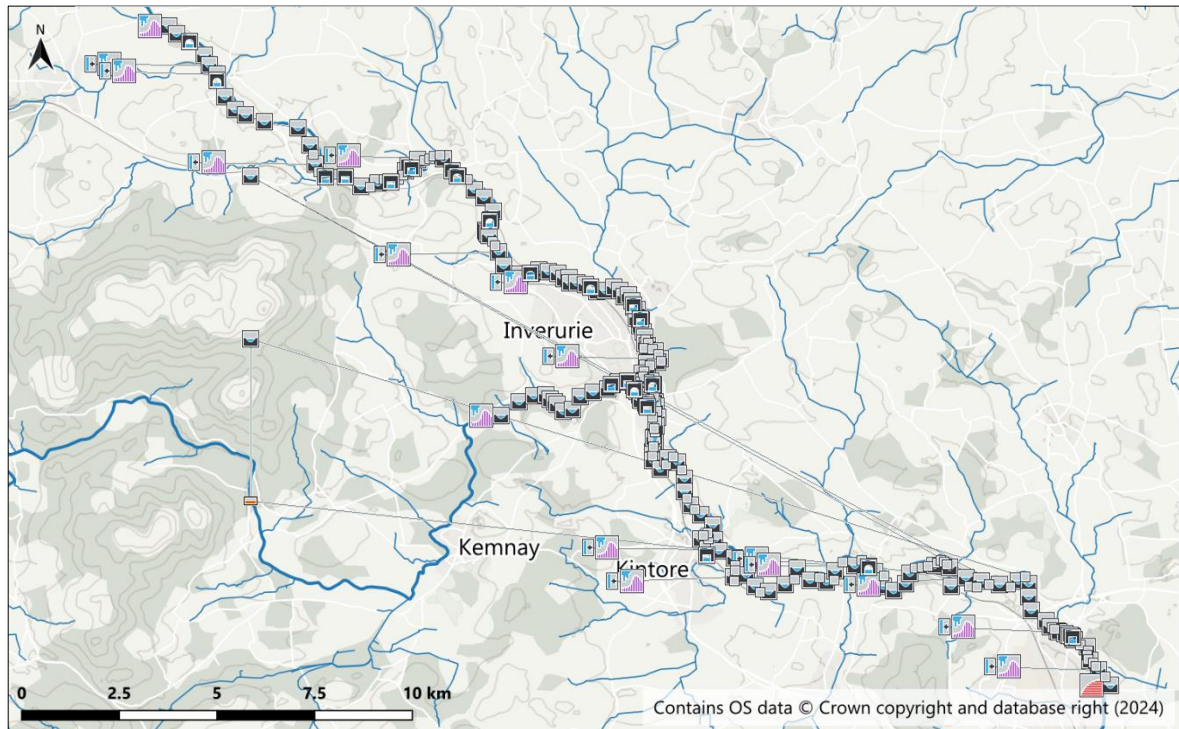 N
Inverurie
Kemnay
Kintore
0 2.5 5 7.5 10 km
Contains OS data © Crown copyright and database right (2024)